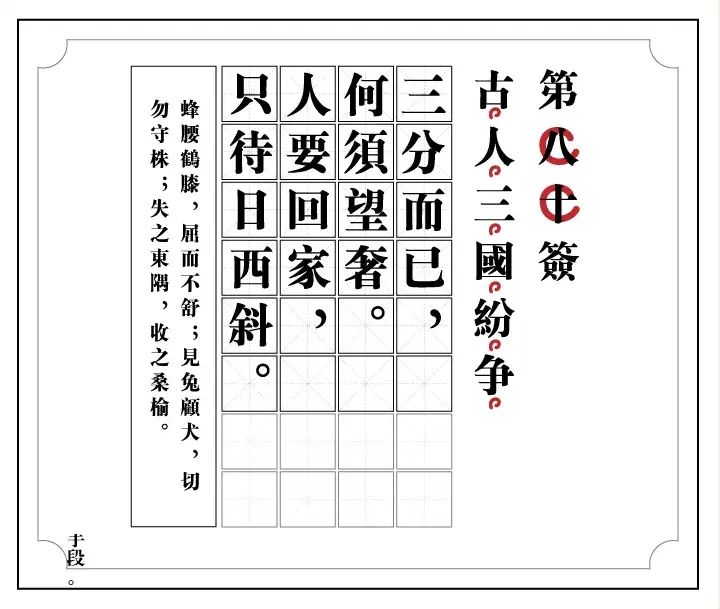 第八十簽
古人三國紛争
三分而已，
何須望奢。
人要回家，
只待日西斜。
蜂腰鶴膝，屈而不舒；見兔顧犬，切
勿守株；失之東隅，收之桑榆。
于段。